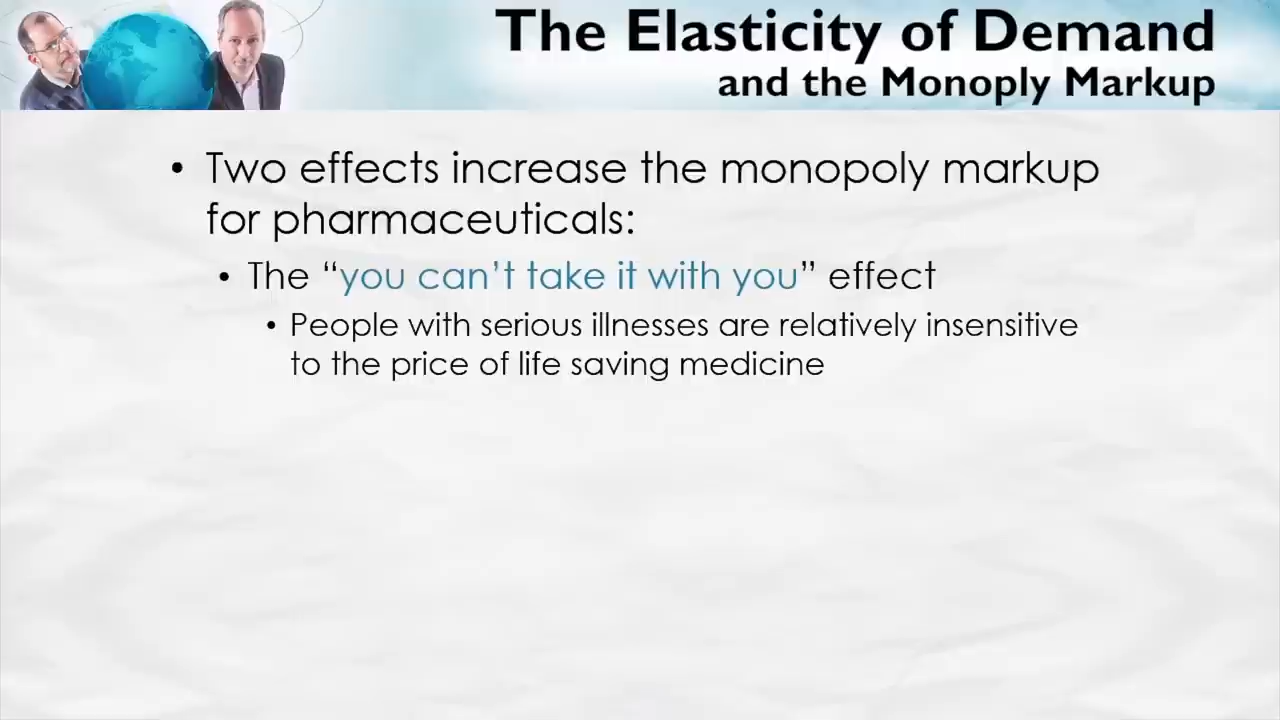 The Elasticity of Demand
and the Monoply Markup
• Two effects increase the monopoly markup
for pharmaceuticals:
• The “you can’t take it with you” effect
• People with serious illnesses are relatively insensitive
to the price of life saving medicine